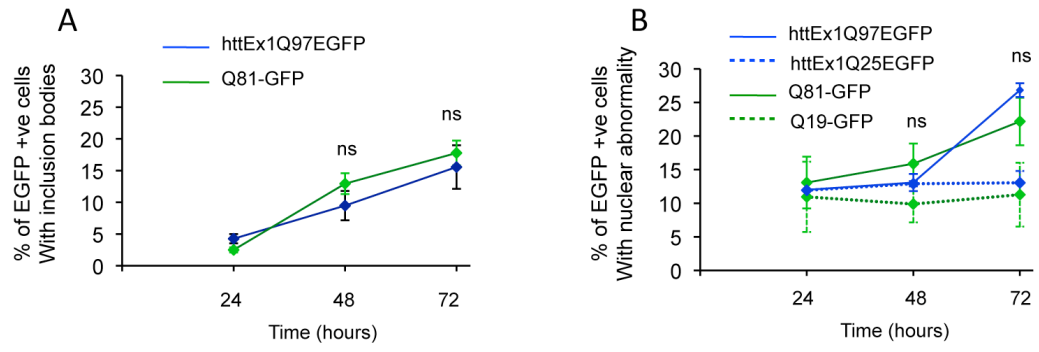 A
httEx1Q97EGFP
Q81-GFP
% of EGFP +ve cells
With inclusion bodies
30
25
20
15
10
5
0
ns
ns
24
48
72
Time (hours)
B
httEx1Q97EGFP
httEx1Q25EGFP
Q81-GFP
Q19-GFP
% of EGFP +ve cells
With nuclear abnormality
30
25
20
15
10
5
0
ns
ns
24
48
72
Time (hours)